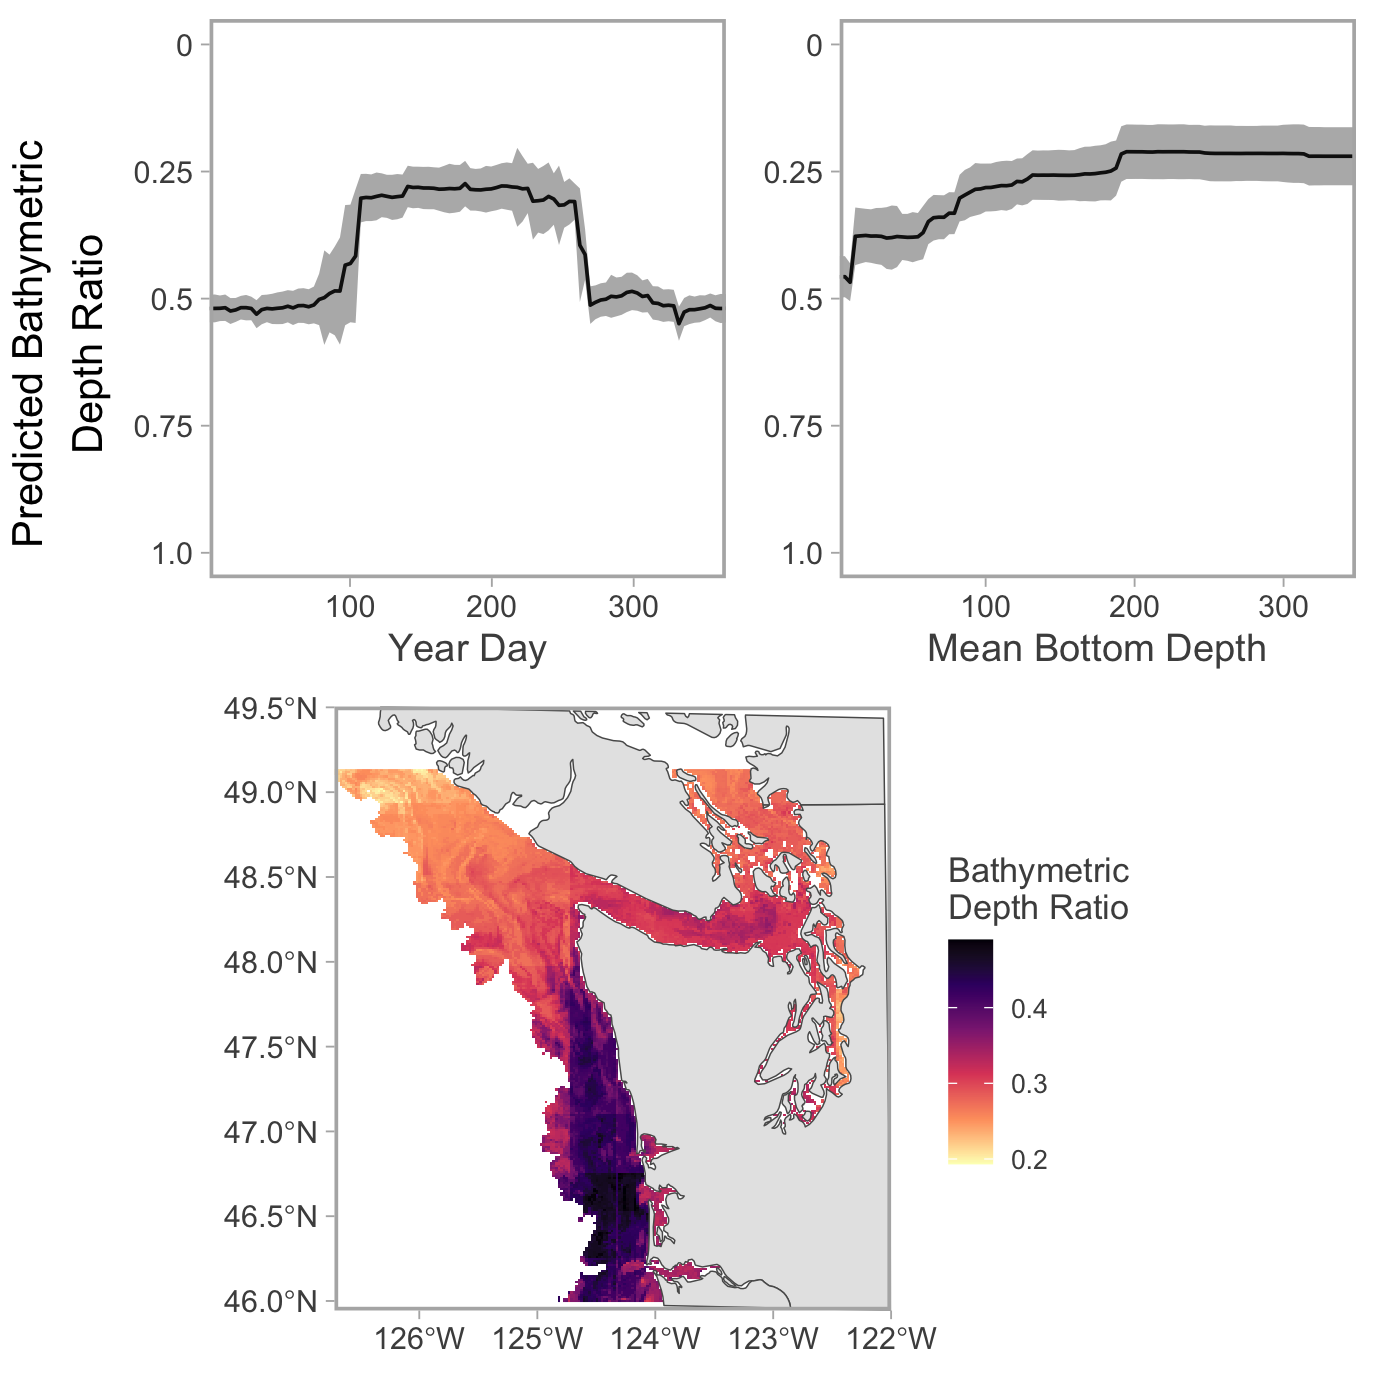 Predicted Bathymetric
Depth Ratio
0
0.25
0.5
0.75
1.0
100 200 300
Year Day
0
0.25
0.5
0.75
1.0
100 200 300
Mean Bottom Depth
49.5°N
49.0°N
48.5°N
48.0°N
47.5°N
47.0°N
46.5°N
46.0°N
126°W 125°W 124°W 123°W 122°W
Bathymetric
Depth Ratio
0.4
0.3
0.2